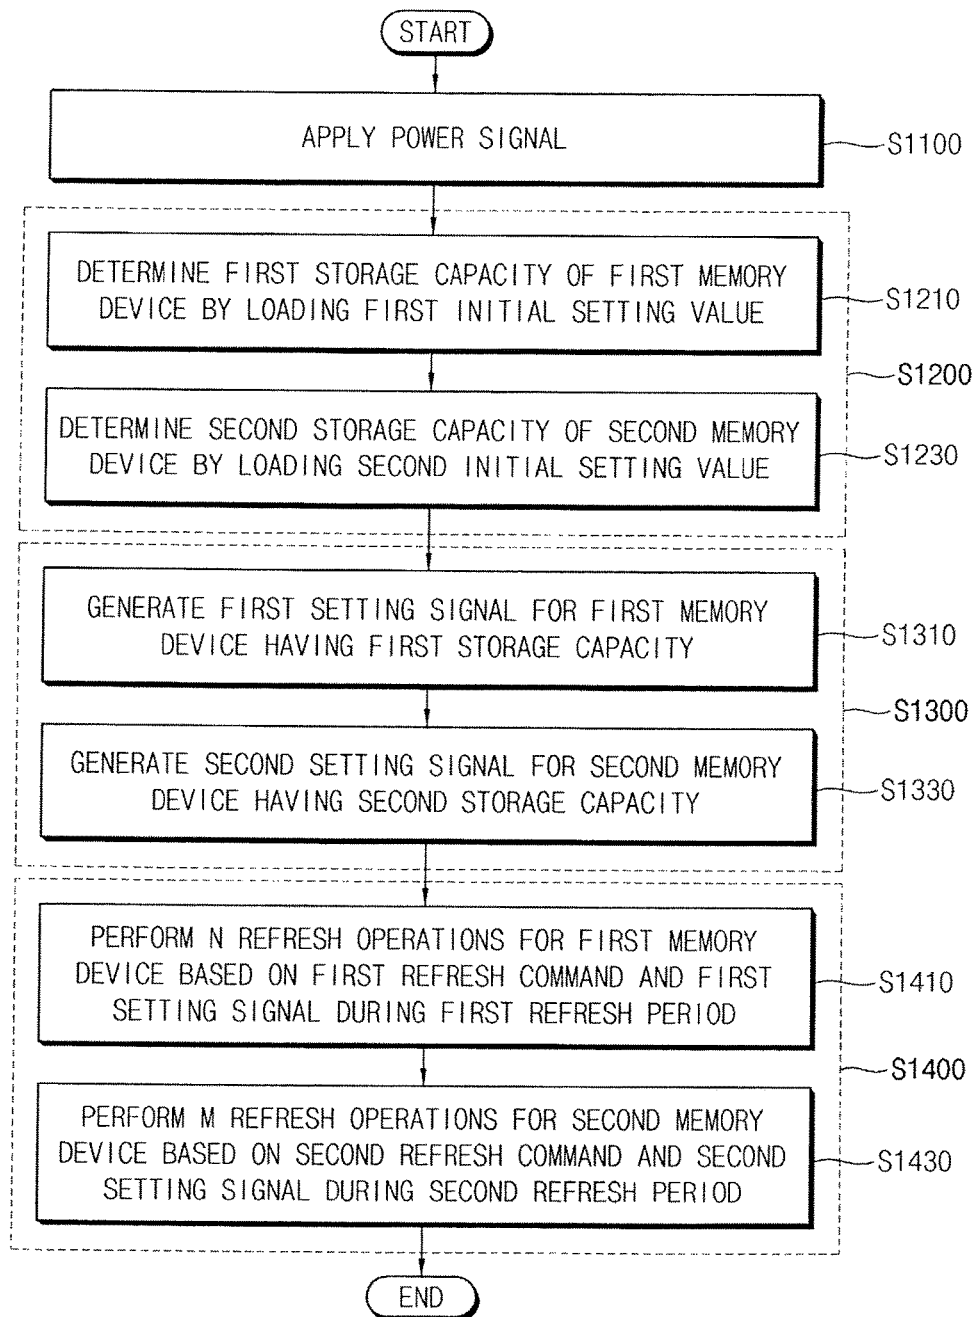 START
APPLY POWER SIGNAL
S1100
DETERMINE FIRST STORAGE CAPACITY OF FIRST MEMORY
DEVICE BY LOADING FIRST INITIAL SETTING VALUE
S1210
S1200
DETERMINE SECOND STORAGE CAPACITY OF SECOND MEMORY
DEVICE BY LOADING SECOND INITIAL SETTING VALUE
S1230
GENERATE FIRST SETTING SIGNAL FOR FIRST MEMORY
DEVICE HAVING FIRST STORAGE CAPACITY
S1310
S1300
GENERATE SECOND SETTING SIGNAL FOR SECOND MEMORY
DEVICE HAVING SECOND STORAGE CAPACITY
S1330
PERFORM N REFRESH OPERATIONS FOR FIRST MEMORY
DEVICE BASED ON FIRST REFRESH COMMAND AND FIRST
SETTING SIGNAL DURING FIRST REFRESH PERIOD
S1410
S1400
PERFORM M REFRESH OPERATIONS FOR SECOND MEMORY
DEVICE BASED ON SECOND REFRESH COMMAND AND SECOND
SETTING SIGNAL DURING SECOND REFRESH PERIOD
S1430
END